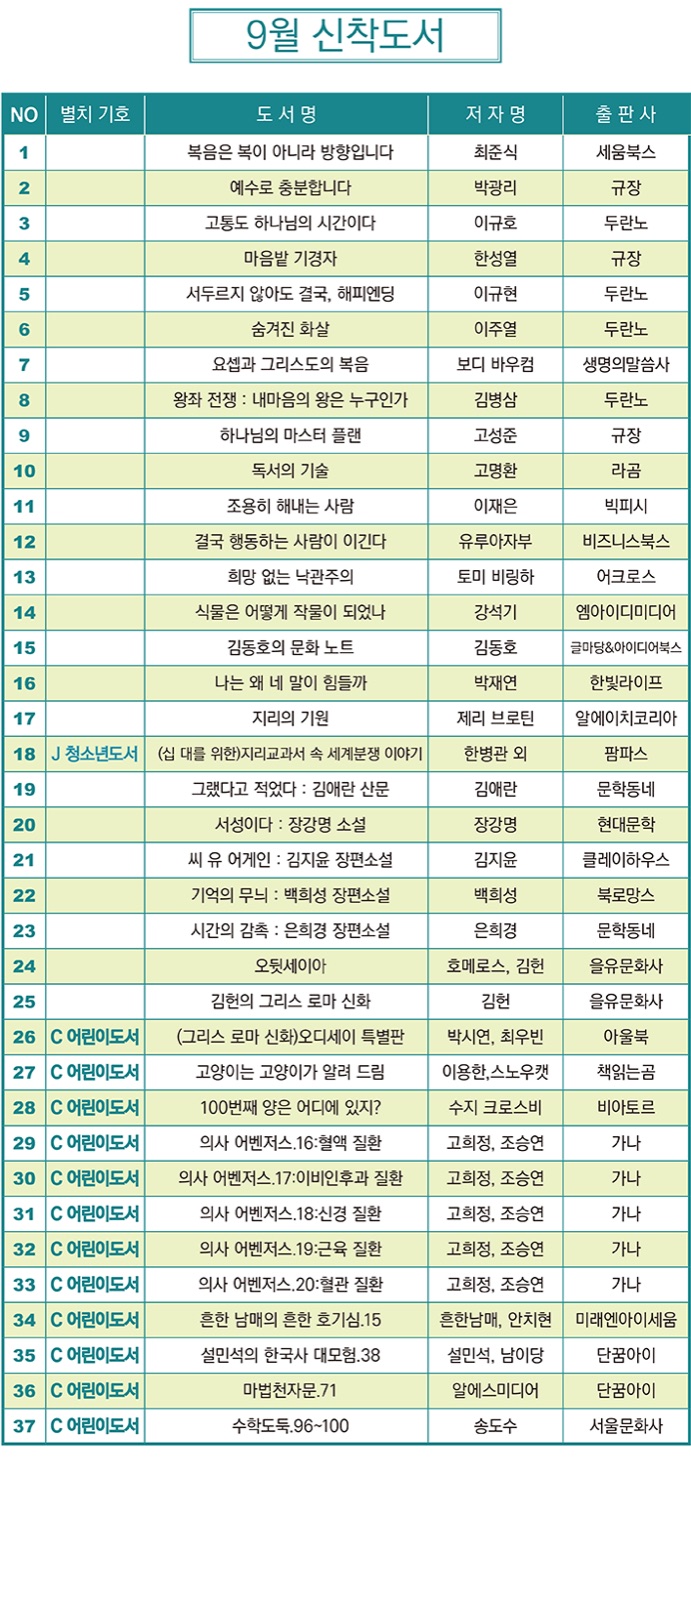 9월 신착도서
NO 별치 기호 도 서 명 저 자 명 출 판 사
1 복음은 복이 아니라 방향입니다 최준식 세움북스
2 예수로 충분합니다 박광리 규장
3 고통도 하나님의 시간이다 이규호 두란노
4 마음밭 기경자 한성열 규장
5 서두르지 않아도 결국, 해피엔딩 이규현 두란노
6 숨겨진 화살 이주열 두란노
7 요셉과 그리스도의 복음 보디 바우컴 생명의말씀사
8 왕좌 전쟁 : 내마음의 왕은 누구인가 김병삼 두란노
9 하나님의 마스터 플랜 고성준 규장
10 독서의 기술 고명환 라곰
11 조용히 해내는 사람 이재은 빅피시
12 결국 행동하는 사람이 이긴다 유루아자부 비즈니스북스
13 희망 없는 낙관주의 토미 비링하 어크로스
14 식물은 어떻게 작물이 되었나 강석기 엠아이디미디어
15 김동호의 문화 노트 김동호 글마당&아이디어북스
16 나는 왜 네 말이 힘들까 박재연 한빛라이프
17 지리의 기원 제리 브로틴 알에이치코리아
18 J 청소년도서 (십 대를 위한)지리교과서 속 세계분쟁 이야기 한병관 외 팜파스
19 그랬다고 적었다 : 김애란 산문 김애란 문학동네
20 서성이다 : 장강명 소설 장강명 현대문학
21 씨 유 어게인 : 김지윤 장편소설 김지윤 클레이하우스
22 기억의 무늬 : 백희성 장편소설 백희성 북로망스
23 시간의 감촉 : 은희경 장편소설 은희경 문학동네
24 오뒷세이아 호메로스, 김헌 을유문화사
25 김헌의 그리스 로마 신화 김헌 을유문화사
26 C 어린이도서 (그리스 로마 신화)오디세이 특별판 박시연, 최우빈 아울북
27 C 어린이도서 고양이는 고양이가 알려 드림 이용한,스노우캣 책읽는곰
28 C 어린이도서 100번째 양은 어디에 있지? 수지 크로스비 비아토르
29 C 어린이도서 의사 어벤저스.16:혈액 질환 고희정, 조승연 가나
30 C 어린이도서 의사 어벤저스.17:이비인후과 질환 고희정, 조승연 가나
31 C 어린이도서 의사 어벤저스.18:신경 질환 고희정, 조승연 가나
32 C 어린이도서 의사 어벤저스.19:근육 질환 고희정, 조승연 가나
33 C 어린이도서 의사 어벤저스.20:혈관 질환 고희정, 조승연 가나
34 C 어린이도서 흔한 남매의 흔한 호기심.15 흔한남매, 안치현 미래엔아이세움
35 C 어린이도서 설민석의 한국사 대모험.38 설민석, 남이당 단꿈아이
36 C 어린이도서 마법천자문.71 알에스미디어 단꿈아이
37 C 어린이도서 수학도둑.96~100 송도수 서울문화사